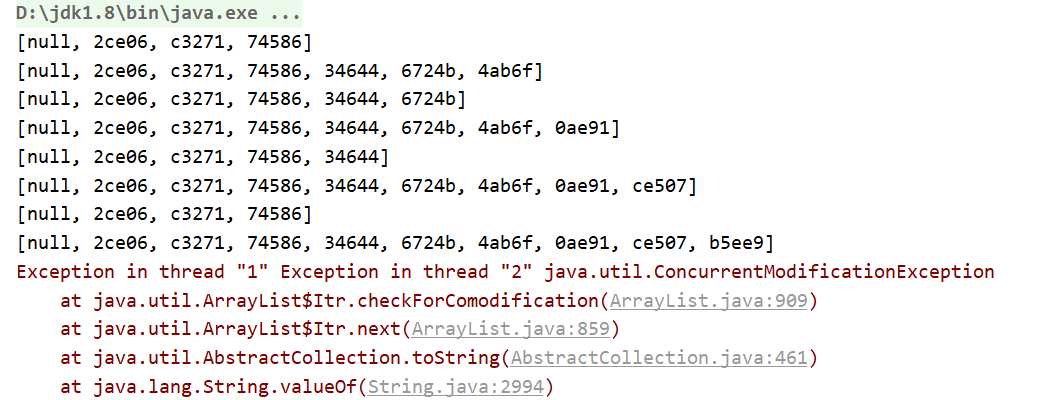 D:\jdk1.8\bin\java.exe ...
[null, 2ce06, c3271, 74586]
[null, 2ce06, c3271, 74586, 34644, 6724b, 4ab6f]
[null, 2ce06, c3271, 74586, 34644, 6724b]
[null, 2ce06, c3271, 74586, 34644, 6724b, 4ab6f, 0ae91]
[null, 2ce06, c3271, 74586, 34644]
[null, 2ce06, c3271, 74586, 34644, 6724b, 4ab6f, 0ae91, ce507]
[null, 2ce06, c3271, 74586]
[null, 2ce06, c3271, 74586, 34644, 6724b, 4ab6f, 0ae91, ce507, b5ee9]
Exception in thread "1" Exception in thread "2" java.util.ConcurrentModificationException
    at java.util.ArrayList$Itr.checkForComodification(ArrayList.java:909)
    at java.util.ArrayList$Itr.next(ArrayList.java:859)
    at java.util.AbstractCollection.toString(AbstractCollection.java:461)
    at java.lang.String.valueOf(String.java:2994)